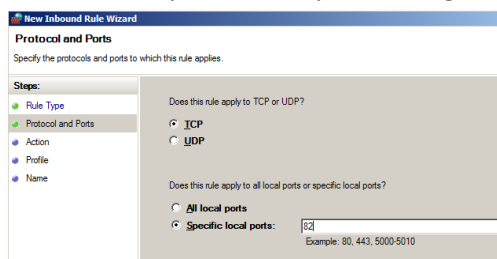 New Inbound Rule Wizard
Protocol and Ports
Specify the protocols and ports to which this rule applies.
Steps:
Rule Type
Protocol and Ports
Action
Profile
Name
Does this rule apply to TCP or UDP?
TCP
UDP
Does this rule apply to all local ports or specific local ports?
All local ports
Specific local ports: 82
Example: 80, 443, 5000-5010